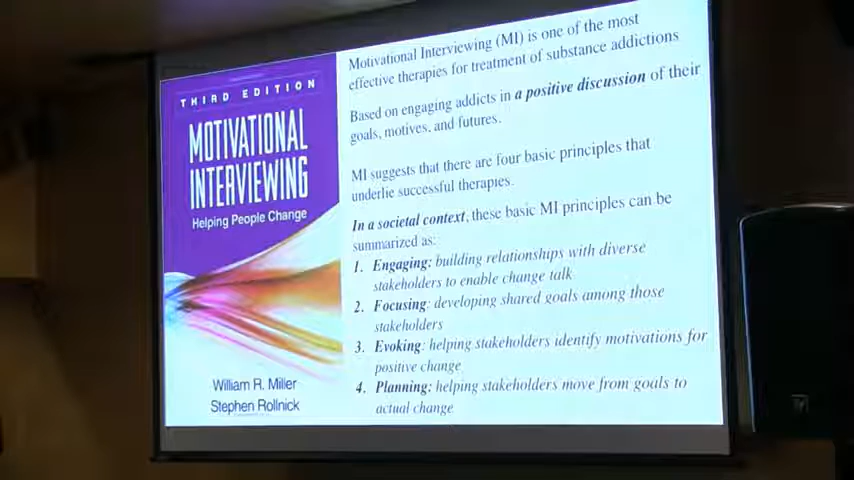 THIRD EDITION
MOTIVATIONAL
INTERVIEWING
Helping People Change
William R. Miller
Stephen Rollnick
Motivational Interviewing (MI) is one of the most
effective therapies for treatment of substance addictions
Based on engaging addicts in a positive discussion of their
goals, motives, and futures.
MI suggests that there are four basic principles that
underlie successful therapies.
In a societal context, these basic MI principles can be
summarized as:
1. Engaging: building relationships with diverse
stakeholders to enable change talk
2. Focusing: developing shared goals among those
stakeholders
3. Evoking: helping stakeholders identify motivations for
positive change
4. Planning: helping stakeholders move from goals to
actual change